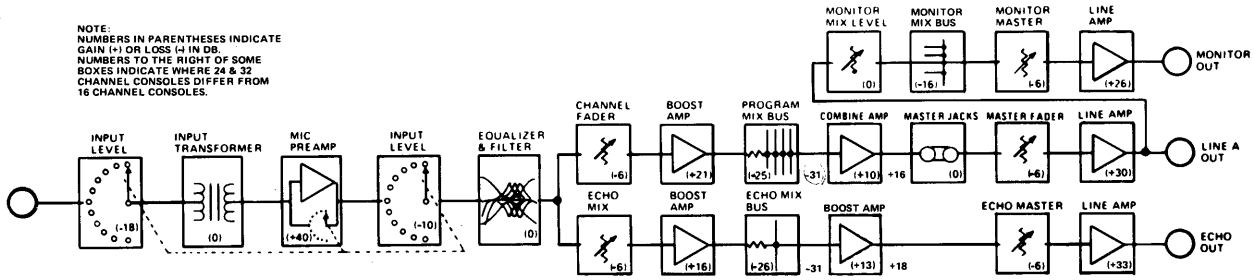 NOTE:
NUMBERS IN PARENTHESES INDICATE
GAIN (+) OR LOSS (-) IN DB.
NUMBERS TO THE RIGHT OF SOME
BOXES INDICATE WHERE 24 & 32
CHANNEL CONSOLES DIFFER FROM
16 CHANNEL CONSOLES.
MONITOR
MIX LEVEL
(0)
MONITOR
MIX BUS
(-16)
MONITOR
MASTER
(-6)
LINE
AMP
(+26)
MONITOR
OUT
INPUT
LEVEL
(-18)
INPUT
TRANSFORMER
(0)
MIC
PREAMP
(+40)
INPUT
LEVEL
(-10)
EQUALIZER
& FILTER
(0)
CHANNEL
FADER
(-6)
BOOST
AMP
(+21)
PROGRAM
MIX BUS
(-25)
-31
COMBINE AMP
(+10)
+16
MASTER JACKS
(0)
MASTER FADER
(-6)
LINE AMP
(+30)
LINE A
OUT
ECHO
MIX
(-6)
BOOST
AMP
(+16)
ECHO MIX
BUS
(-26)
-31
BOOST AMP
(+13)
+18
ECHO MASTER
(-6)
LINE AMP
(+33)
ECHO
OUT